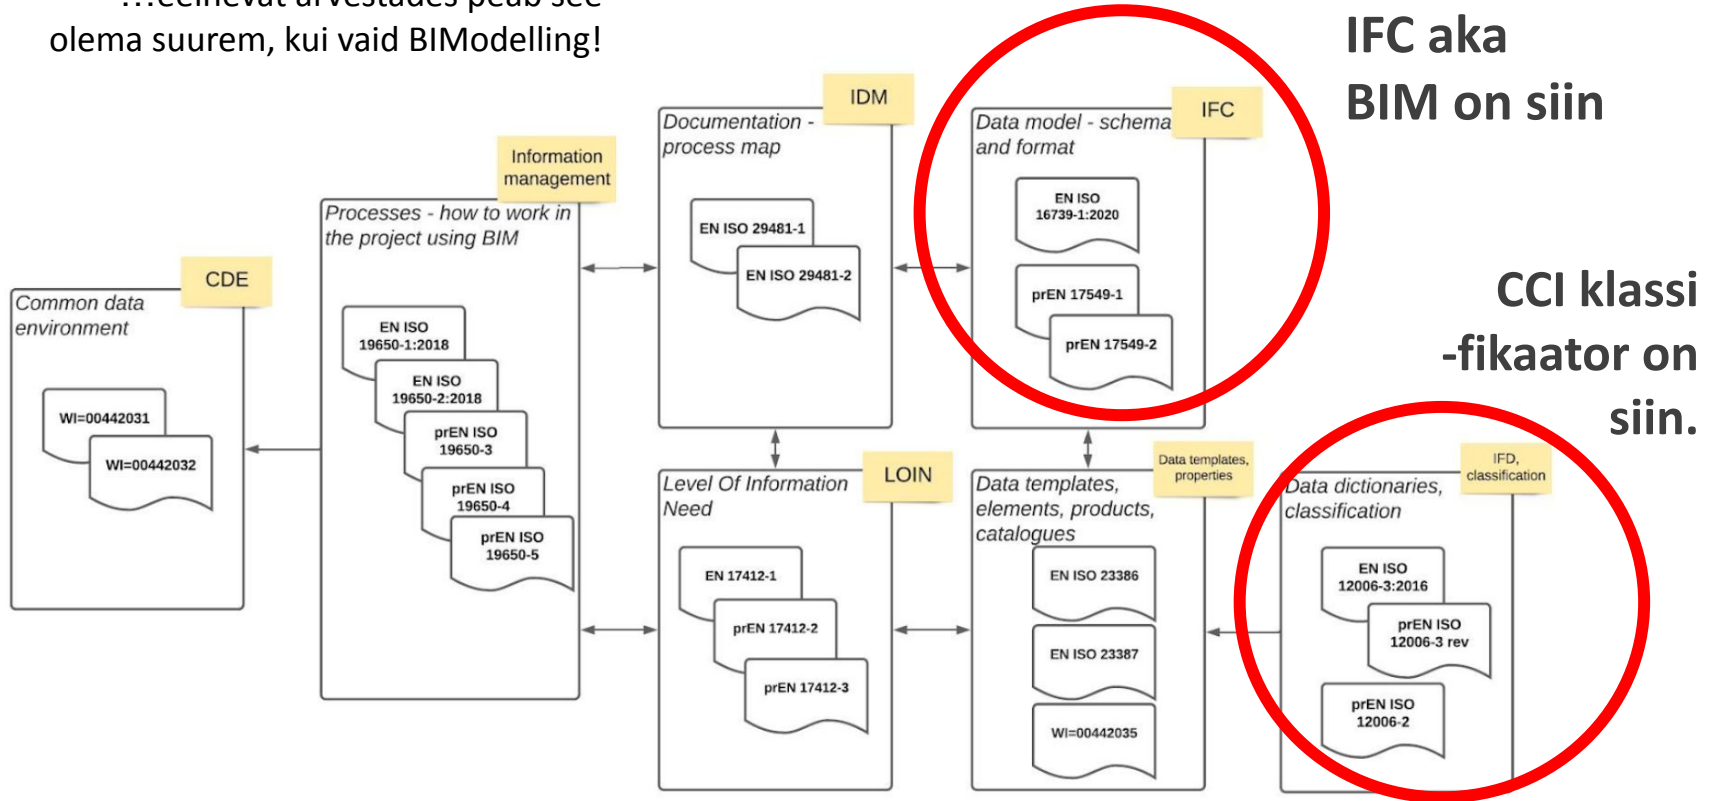 ...eelnevat arvestades peab see
olema suurem, kui vaid BIModelling!
IFC aka
BIM on siin
CCI klassi
-fikaator on
siin.
CDE
Common data
environment
WI=00442031
WI=00442032
Information
management
Processes - how to work in
the project using BIM
EN ISO
19650-1:2018
EN ISO
19650-2:2018
prEN ISO
19650-3
prEN ISO
19650-4
prEN ISO
19650-5
IDM
Documentation -
process map
EN ISO 29481-1
EN ISO 29481-2
IFC
Data model - schema
and format
EN ISO
16739-1:2020
prEN 17549-1
prEN 17549-2
LOIN
Level Of Information
Need
EN 17412-1
prEN 17412-2
prEN 17412-3
Data templates,
properties
Data templates,
elements, products,
catalogues
EN ISO 23386
EN ISO 23387
WI=00442035
IFD,
classification
Data dictionaries,
classification
EN ISO
12006-3:2016
prEN ISO
12006-3 rev
prEN ISO
12006-2